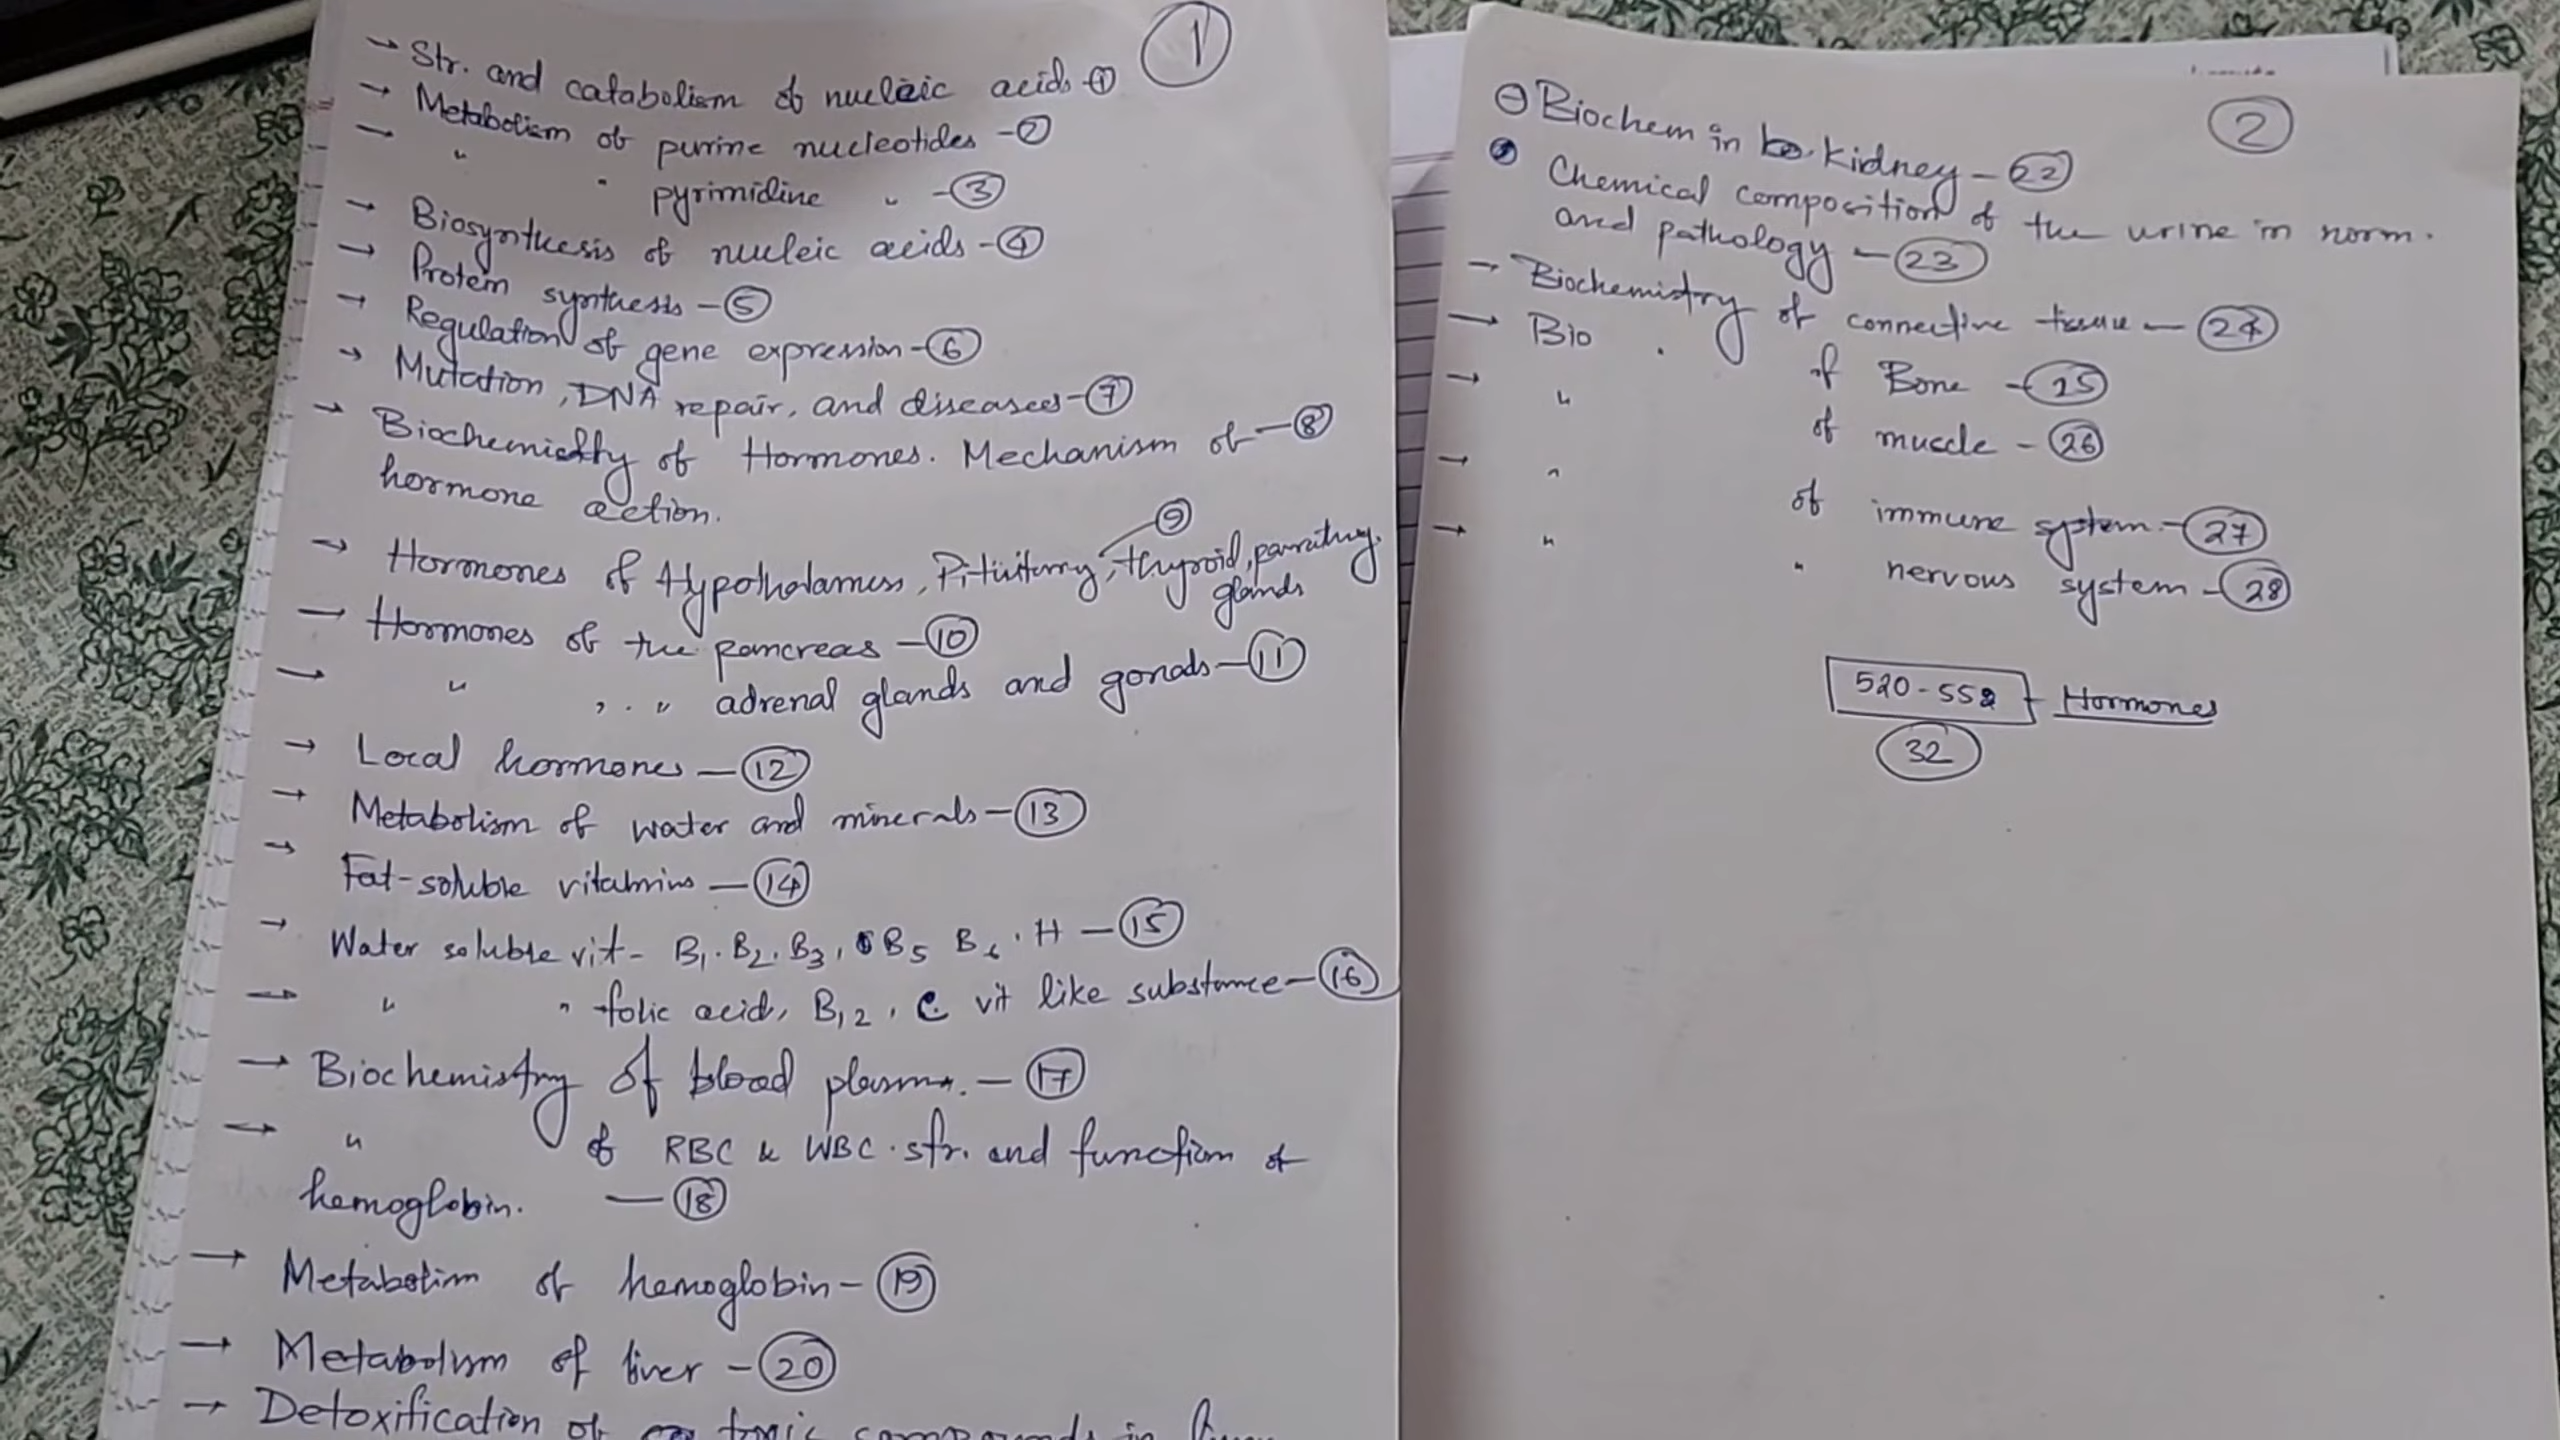 1
→ Str. and catabolism of nucleic acids - 1
→ Metabolism of purine nucleotides - 2
→ " " pyrimidine " - 3
→ Biosynthesis of nucleic acids - 4
→ Protein synthesis - 5
→ Regulation of gene expression - 6
→ Mutation, DNA repair, and diseases - 7
→ Biochemistry of Hormones. Mechanism of — 8
hormone action.
9
→ Hormones of Hypothalamus, Pituitary, thyroid,
glands
→ Hormones of the pancreas — 10
→ " " " adrenal glands and gonads — 11
→ Local hormones — 12
→ Metabolism of water and minerals — 13
→ Fat-soluble vitamins — 14
→ Water soluble vit - B1. B2. B3, B5 B6. H — 15
→ " " folic acid, B12, C vit like substance — 16
→ Biochemistry of blood plasma. — 17
→ " of RBC & WBC. str. and function of
hemoglobin. — 18
→ Metabolism of hemoglobin - 19
→ Metabolism of liver - 20
→ Detoxification of toxic compounds in liver
2
Biochem in kidney - 22
Chemical composition of the urine in norm.
and pathology — 23
→ Biochemistry of connective tissue — 24
→ Bio . of Bone - 25
→ " of muscle - 26
→ " of immune system - 27
→ " " nervous system - 28
520-552 - Hormones
32